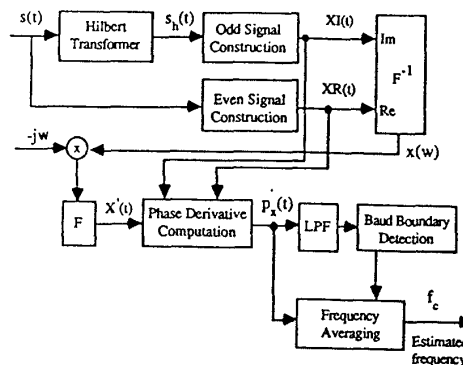 s(t)
Hilbert
Transformer
s_h(t)
Odd Signal
Construction
XI(t)
Im
F^-1
Even Signal
Construction
XR(t)
Re
x(w)
-jw
x
F
X'(t)
Phase Derivative
Computation
p_x'(t)
LPF
Baud Boundary
Detection
Frequency
Averaging
f_c
Estimated
frequency